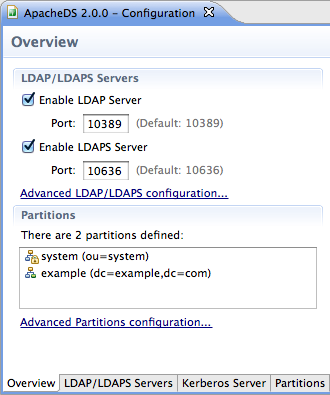 ApacheDS 2.0.0 - Configuration
Overview
LDAP/LDAPS Servers
Enable LDAP Server
Port: 10389 (Default: 10389)
Enable LDAPS Server
Port: 10636 (Default: 10636)
Advanced LDAP/LDAPS configuration...
Partitions
There are 2 partitions defined:
system (ou=system)
example (dc=example,dc=com)
Advanced Partitions configuration...
Overview LDAP/LDAPS Servers Kerberos Server Partitions